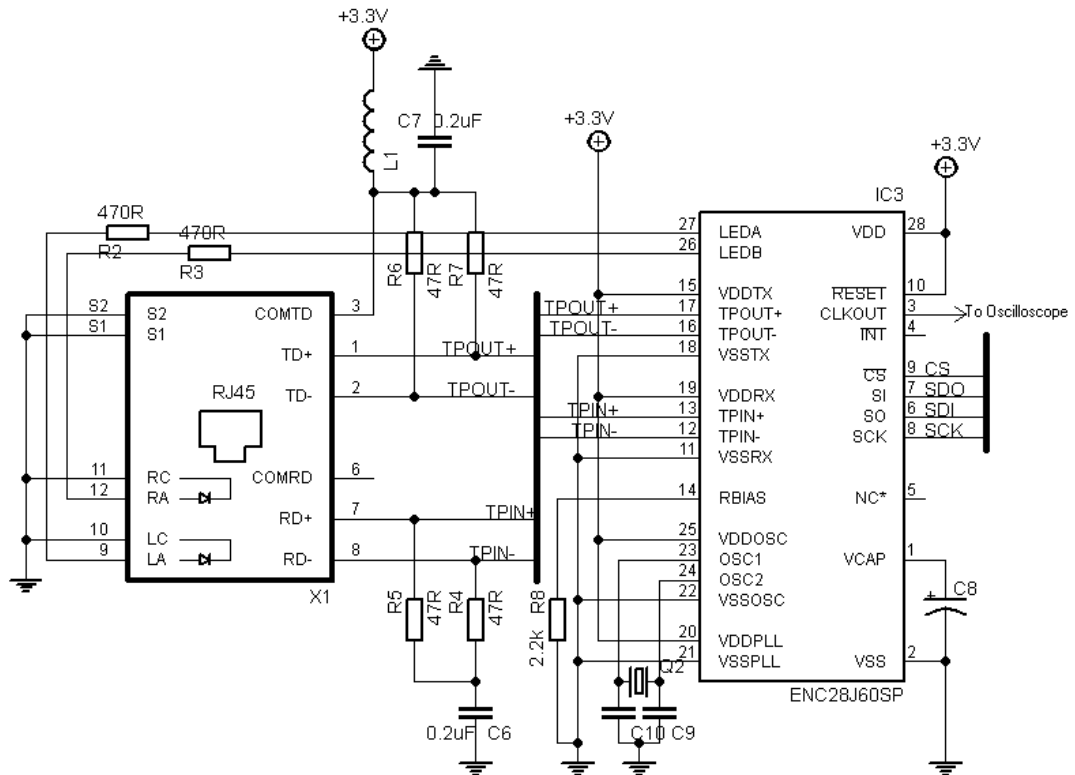 +3.3V
C7 0.2uF
L1
+3.3V
+3.3V
IC3
470R
R2
470R
R3
R6
47R
R7
47R
27 LEDA
26 LEDB
15 VDDTX
17 TPOUT+
16 TPOUT-
18 VSSTX
19 VDDRX
13 TPIN+
12 TPIN-
11 VSSRX
14 RBIAS
25 VDDOSC
23 OSC1
24 OSC2
22 VSSOSC
20 VDDPLL
21 VSSPLL
VDD 28
RESET 10
CLKOUT 3
To Oscilloscope
INT 4
CS 9 CS
SI 7 SDO
SO 6 SDI
SCK 8 SCK
NC* 5
VCAP 1
+
C8
VSS 2
ENC28J60SP
S2 S2
S1 S1
COMTD 3
TD+ 1 TPOUT+
TD- 2 TPOUT-
RJ45
11 RC
12 RA
COMRD 6
RD+ 7 TPIN+
10 LC
9 LA
RD- 8 TPIN-
X1
TPOUT+
TPOUT-
TPIN+
TPIN-
R5
47R
R4
47R
R8
2.2k
0.2uF C6
Q2
C10 C9